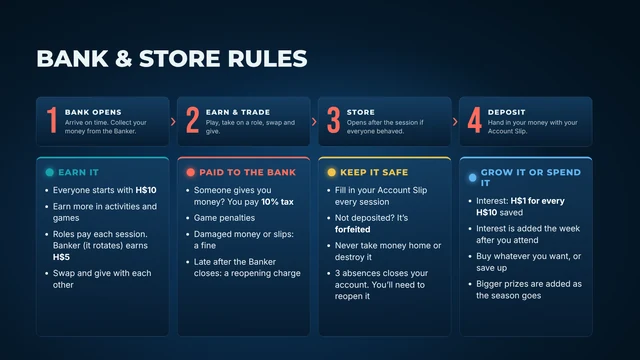 BANK & STORE RULES
1
BANK OPENS
Arrive on time. Collect your
money from the Banker.
2
EARN & TRADE
Play, take on a role, swap and
give.
3
STORE
Opens after the session if
everyone behaved.
4
DEPOSIT
Hand in your money with your
Account Slip.
EARN IT
• Everyone starts with H$10
• Earn more in activities and
games
• Roles pay each session.
Banker (it rotates) earns
H$5
• Swap and give with each
other
PAID TO THE BANK
• Someone gives you
money? You pay 10% tax
• Game penalties
• Damaged money or slips:
a fine
• Late after the Banker
closes: a reopening charge
KEEP IT SAFE
• Fill in your Account Slip
every session
• Not deposited? It's
forfeited
• Never take money home or
destroy it
• 3 absences closes your
account. You'll need to
reopen it
GROW IT OR SPEND
IT
• Interest: H$1 for every
H$10 saved
• Interest is added the week
after you attend
• Buy whatever you want, or
save up
• Bigger prizes are added as
the season goes